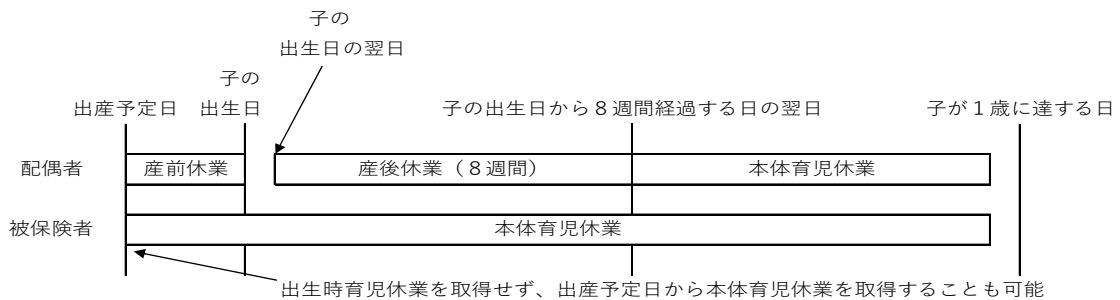 子の
出生日の翌日
子の
出産予定日
出生日
子の出生日から8週間経過する日の翌日
子が1歳に達する日
配偶者
産前休業
産後休業（8週間）
本体育児休業
被保険者
本体育児休業
出生時育児休業を取得せず、出産予定日から本体育児休業を取得することも可能